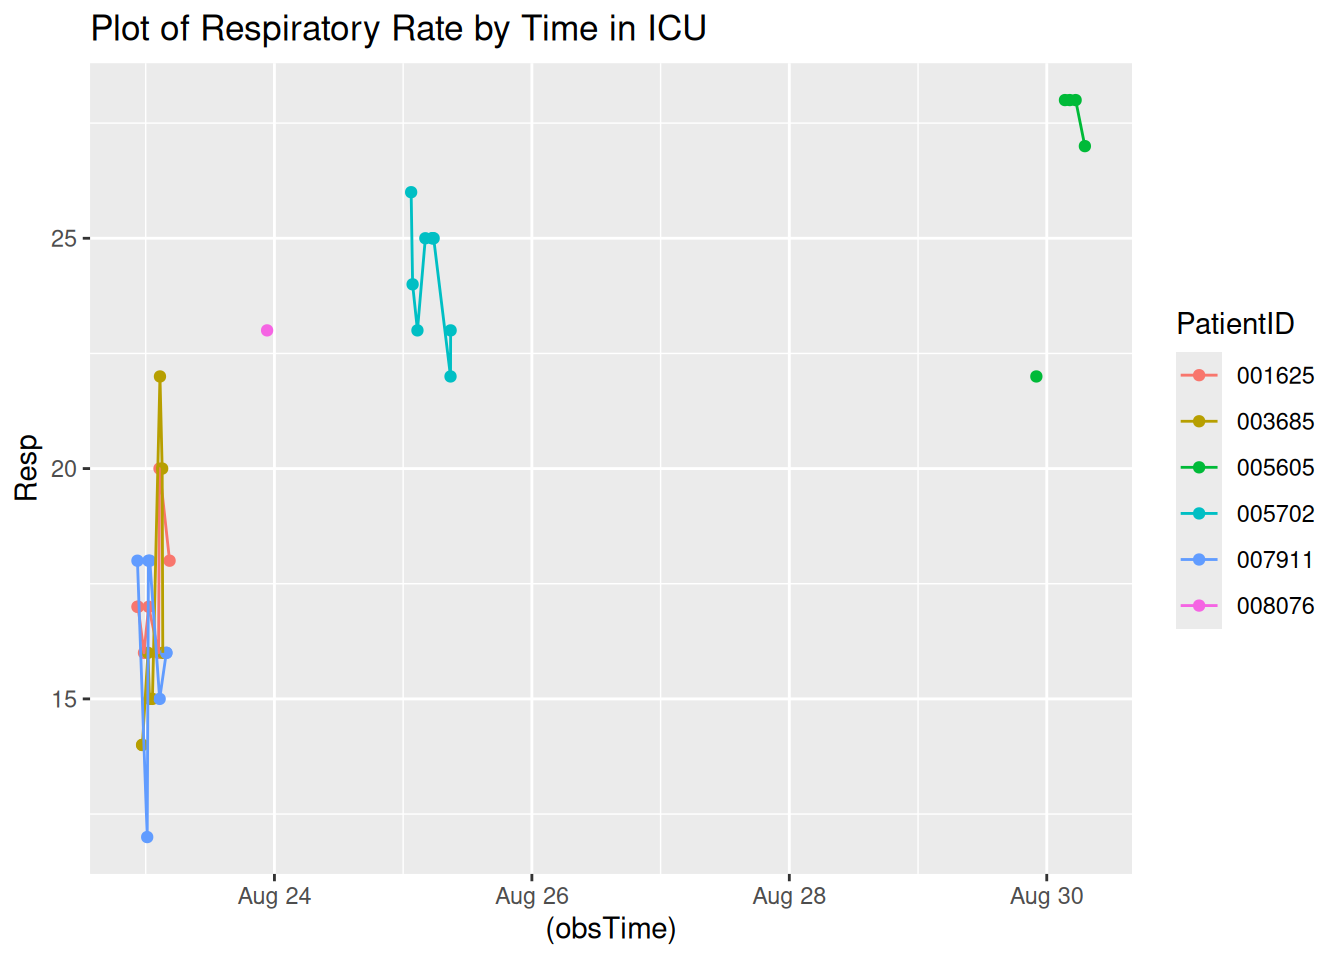 Plot of Respiratory Rate by Time in ICU
Resp
25
20
15
Aug 24
Aug 26
Aug 28
Aug 30
(obsTime)
PatientID
001625
003685
005605
005702
007911
008076